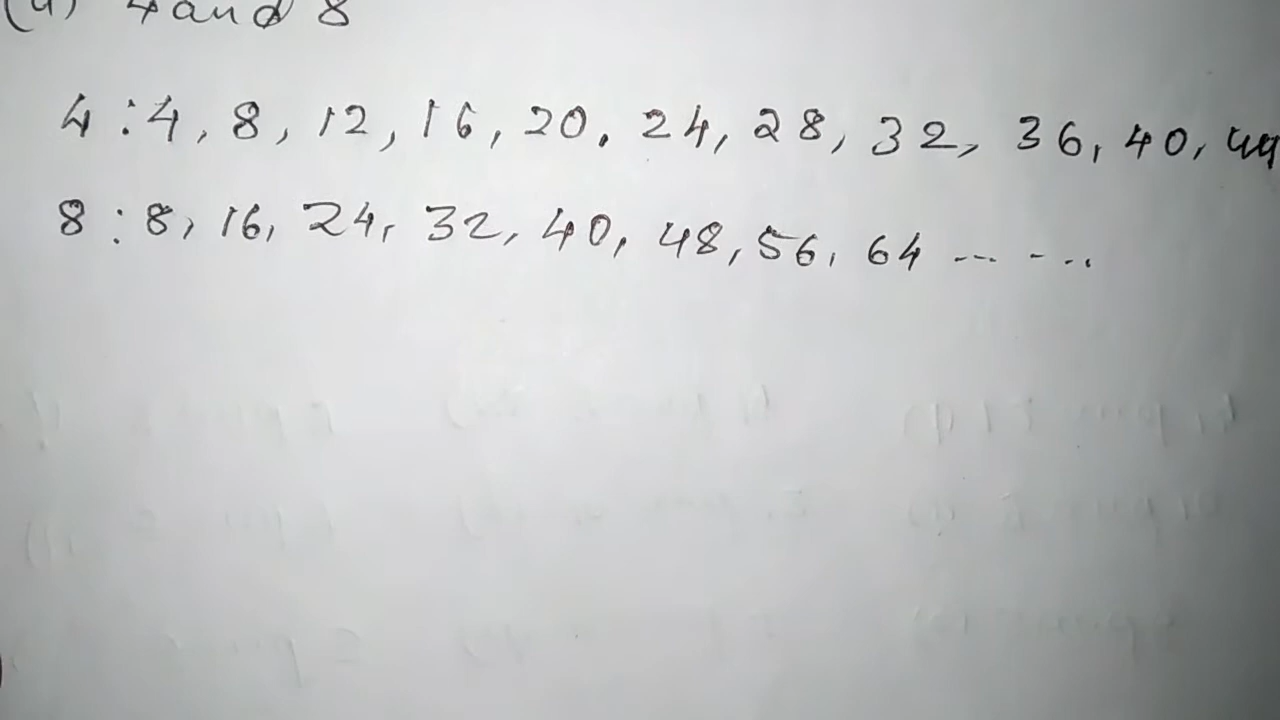 4 and 8
4 : 4, 8, 12, 16, 20. 24, 28, 32, 36, 40, 44
8 : 8, 16, 24, 32, 40, 48, 56, 64 ... ...